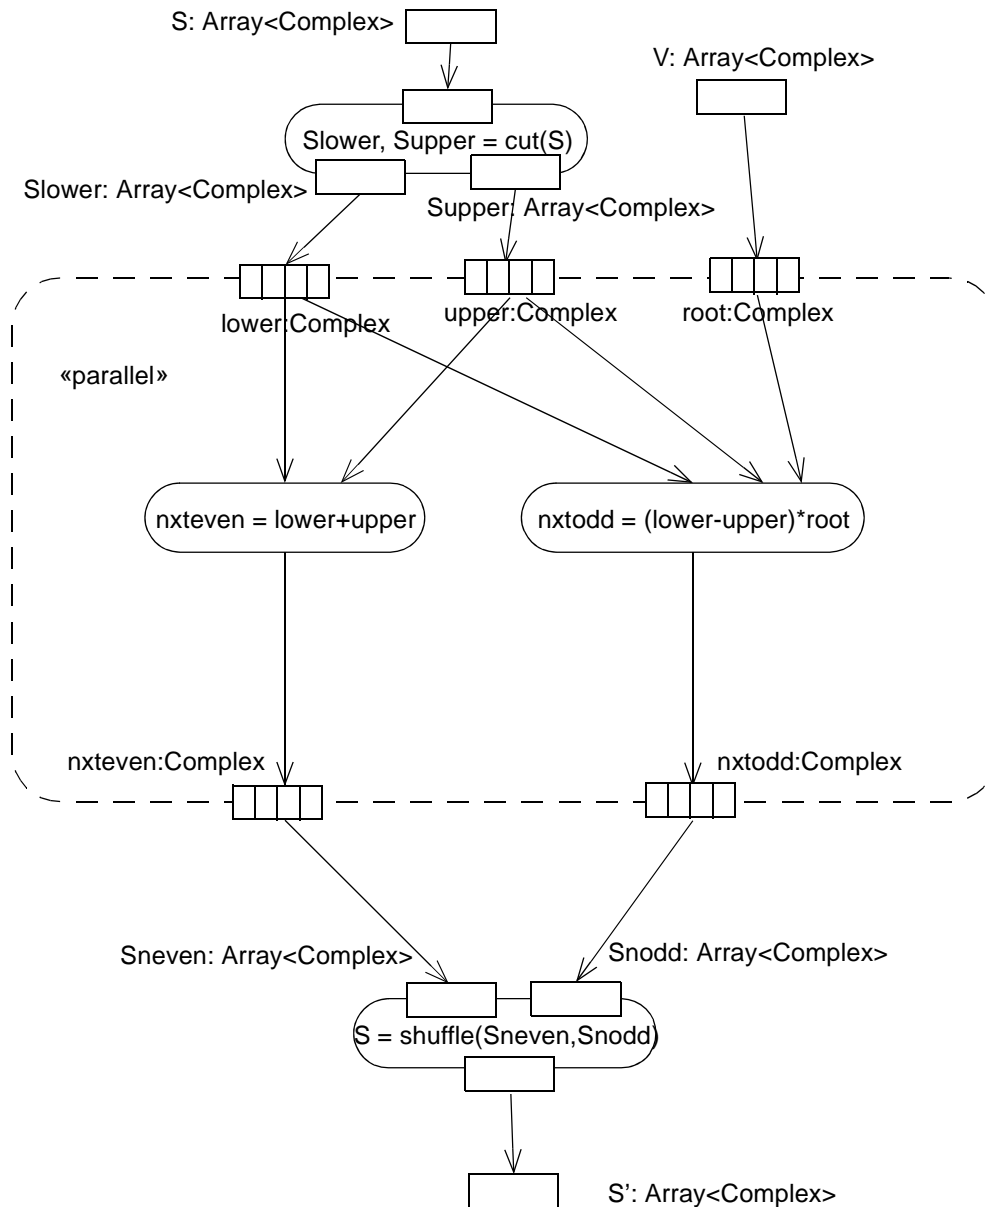 S: Array<Complex>
V: Array<Complex>
Slower, Supper = cut(S)
Slower: Array<Complex>
Supper: Array<Complex>
lower:Complex
upper:Complex
root:Complex
«parallel»
nxteven = lower+upper
nxtodd = (lower-upper)*root
nxteven:Complex
nxtodd:Complex
Sneven: Array<Complex>
Snodd: Array<Complex>
S = shuffle(Sneven,Snodd)
S': Array<Complex>